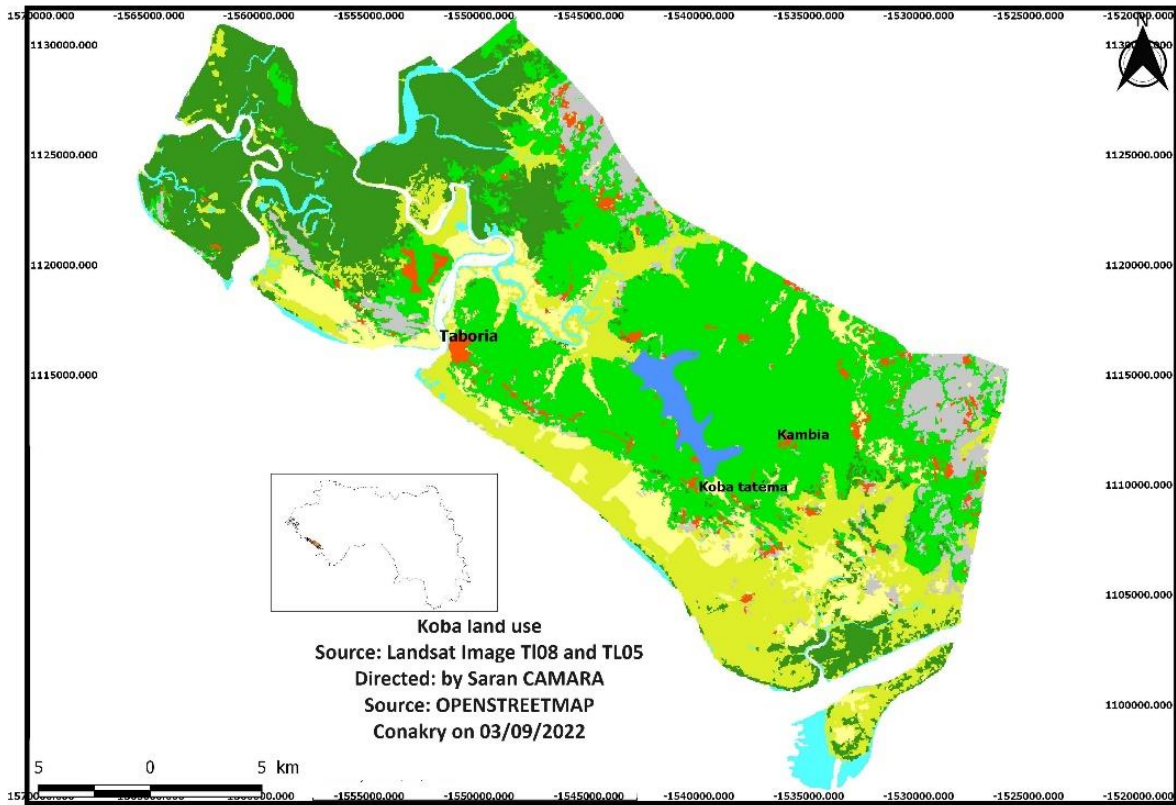 -1570000.000 -1565000.000 -1560000.000 -1555000.000 -1550000.000 -1545000.000 -1540000.000 -1535000.000 -1530000.000 -1525000.000 -1520000.000
N
1130000.000
1125000.000 1125000.000
1120000.000 1120000.000
Taboria
1115000.000 1115000.000
Kambia
Koba tatéma
1110000.000 1110000.000
1105000.000 1105000.000
Koba land use
Source: Landsat Image Tl08 and TL05
Directed: by Saran CAMARA
Source: OPENSTREETMAP
1100000.000
Conakry on 03/09/2022
5 0 5 km
-1555000.000 -1550000.000 -1545000.000 -1540000.000 -1535000.000 -1530000.000 -1525000.000 -1520000.000